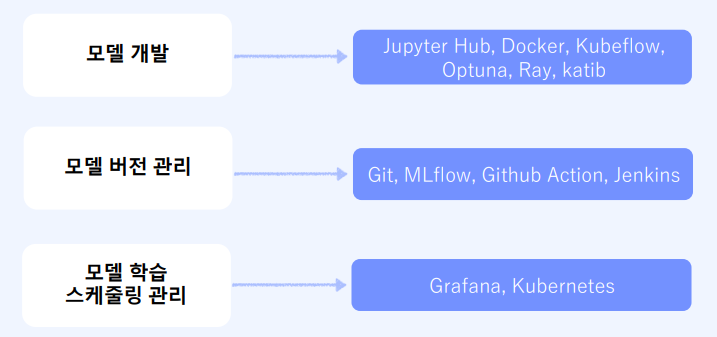 모델 개발
Jupyter Hub, Docker, Kubeflow,
Optuna, Ray, katib
모델 버전 관리
Git, MLflow, Github Action, Jenkins
모델 학습
스케줄링 관리
Grafana, Kubernetes